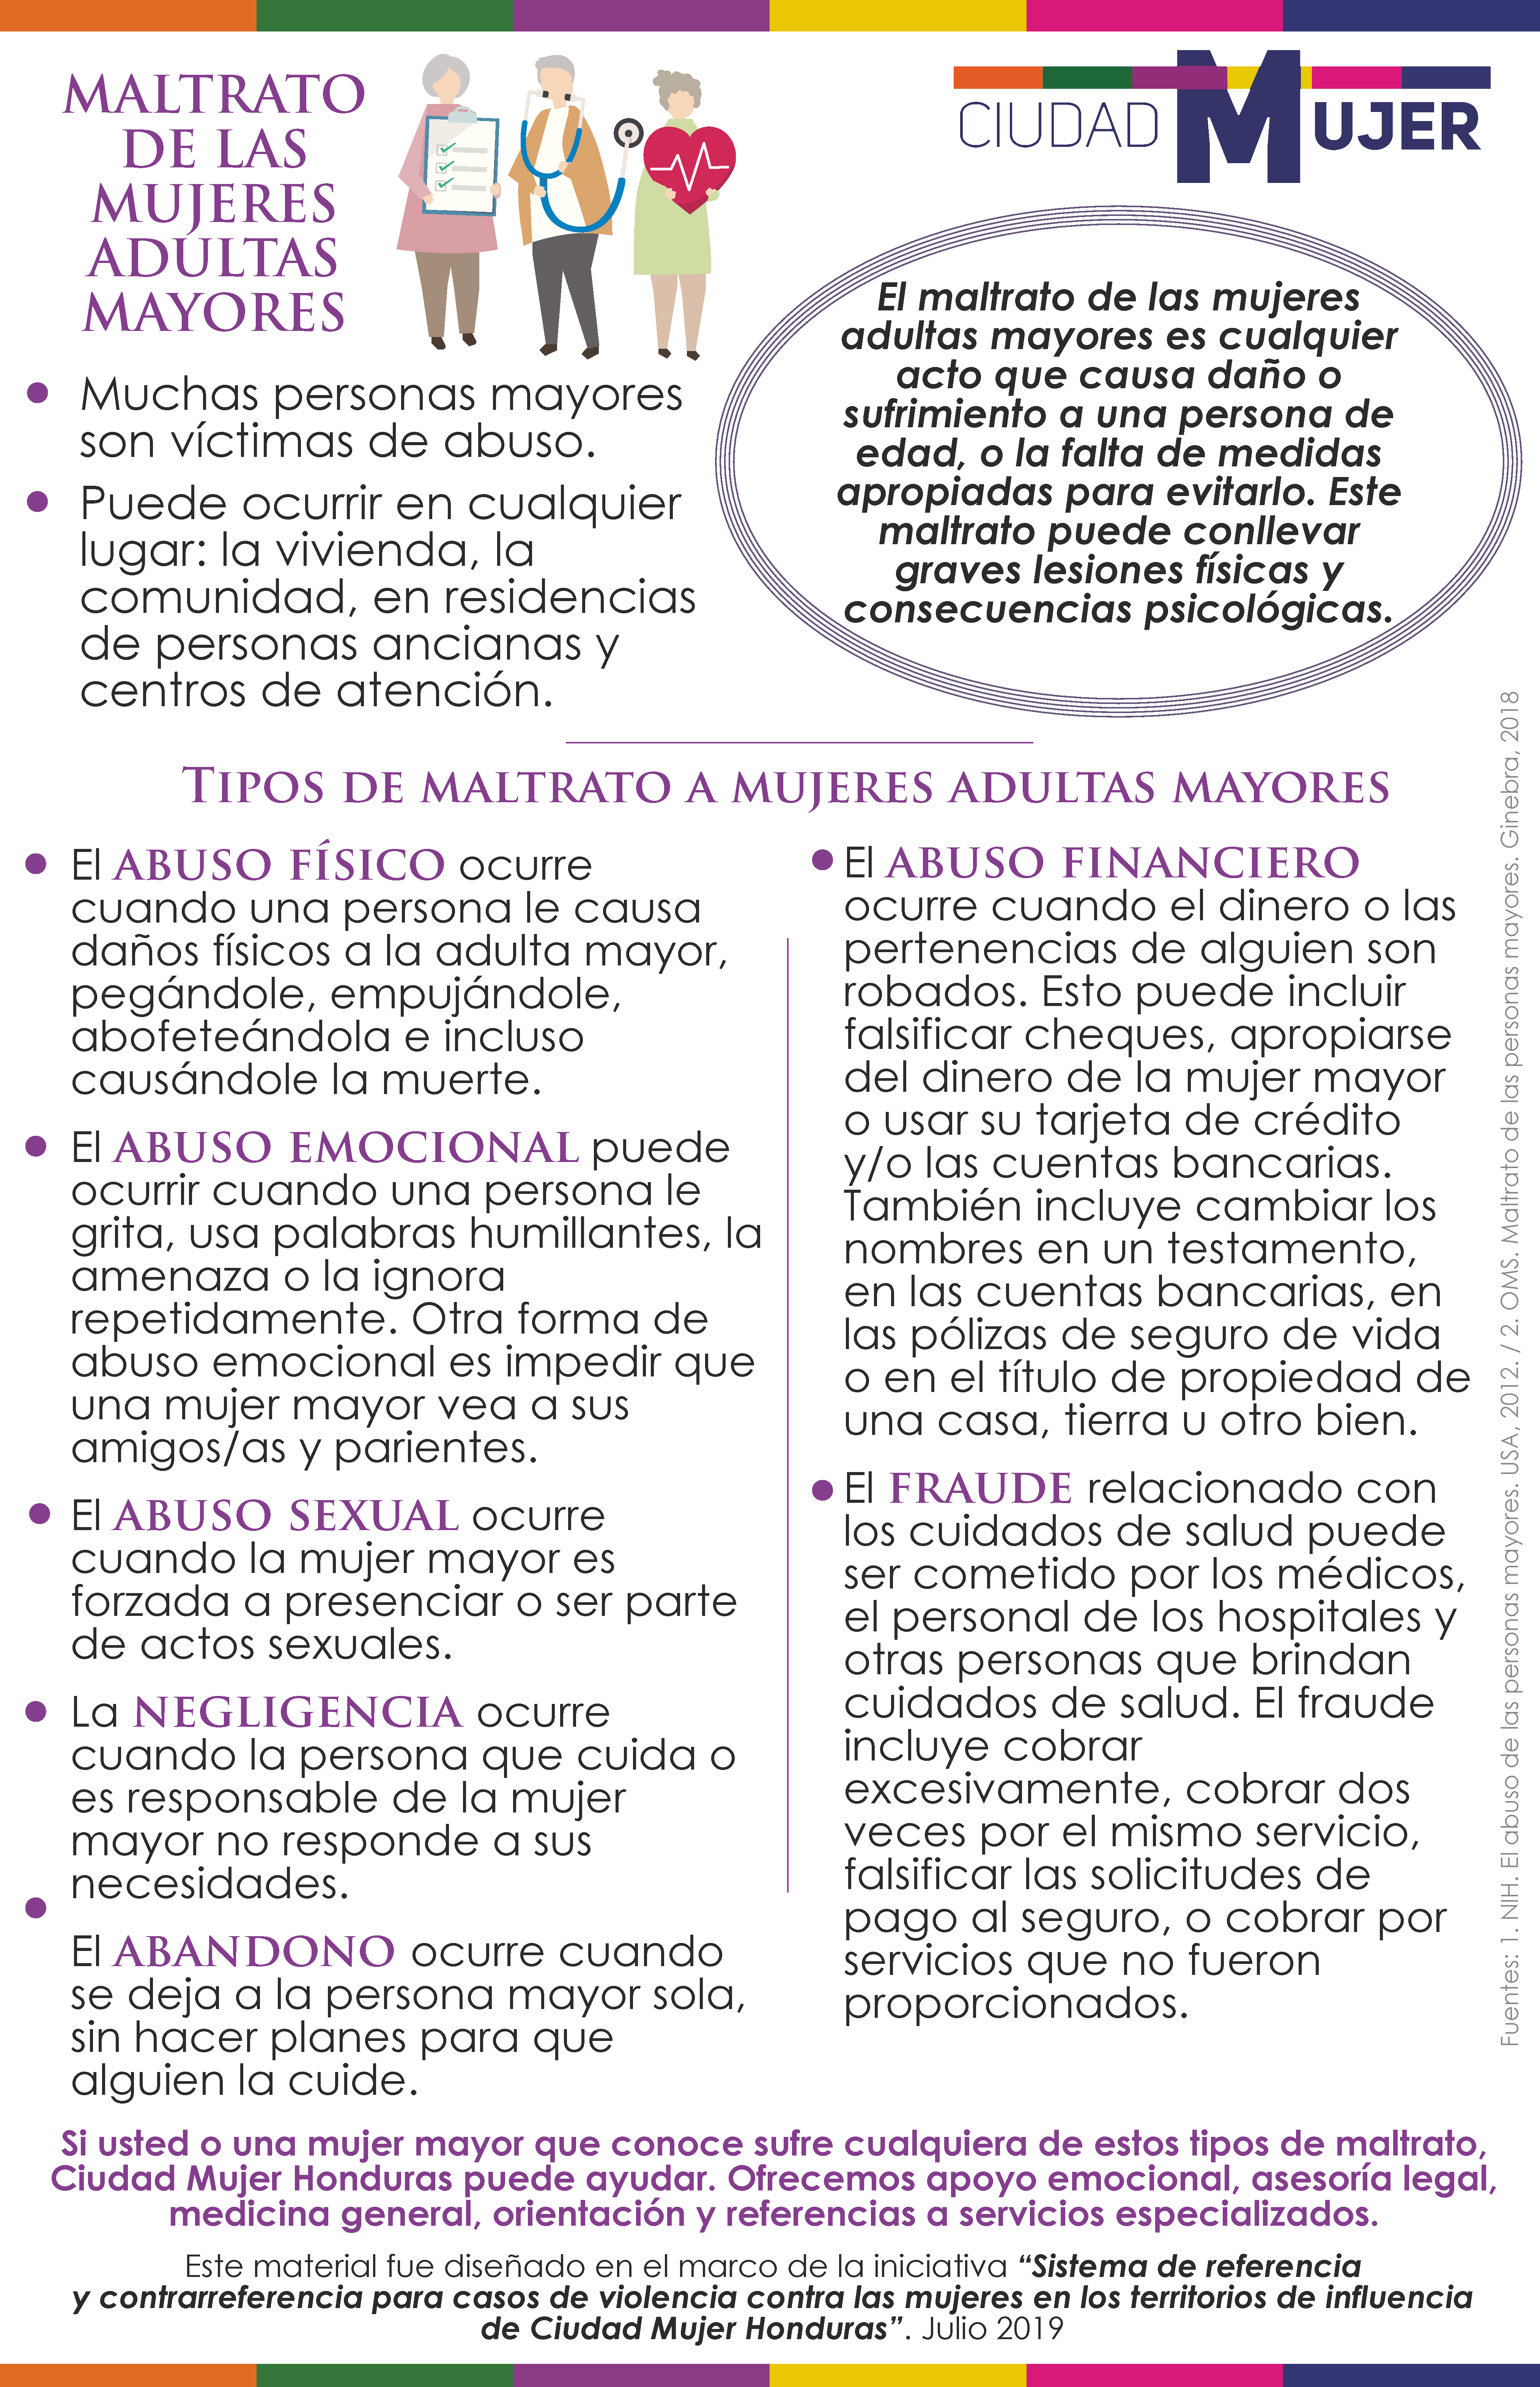 MALTRATO
DE LAS
MUJERES
ADULTAS
MAYORES
CIUDAD MUJER
El maltrato de las mujeres
adultas mayores es cualquier
acto que causa daño o
sufrimiento a una persona de
edad, o la falta de medidas
apropiadas para evitarlo. Este
maltrato puede conllevar
graves lesiones físicas y
consecuencias psicológicas.
• Muchas personas mayores
son víctimas de abuso.
• Puede ocurrir en cualquier
lugar: la vivienda, la
comunidad, en residencias
de personas ancianas y
centros de atención.
TIPOS DE MALTRATO A MUJERES ADULTAS MAYORES
• El ABUSO FÍSICO ocurre
cuando una persona le causa
daños físicos a la adulta mayor,
pegándole, empujándole,
abofeteándola e incluso
causándole la muerte.
• El ABUSO EMOCIONAL puede
ocurrir cuando una persona le
grita, usa palabras humillantes, la
amenaza o la ignora
repetidamente. Otra forma de
abuso emocional es impedir que
una mujer mayor vea a sus
amigos/as y parientes.
• El ABUSO SEXUAL ocurre
cuando la mujer mayor es
forzada a presenciar o ser parte
de actos sexuales.
• La NEGLIGENCIA ocurre
cuando la persona que cuida o
es responsable de la mujer
mayor no responde a sus
necesidades.
• El ABANDONO ocurre cuando
se deja a la persona mayor sola,
sin hacer planes para que
alguien la cuide.
• El ABUSO FINANCIERO
ocurre cuando el dinero o las
pertenencias de alguien son
robados. Esto puede incluir
falsificar cheques, apropiarse
del dinero de la mujer mayor
o usar su tarjeta de crédito
y/o las cuentas bancarias.
También incluye cambiar los
nombres en un testamento,
en las cuentas bancarias, en
las pólizas de seguro de vida
o en el título de propiedad de
una casa, tierra u otro bien.
• El FRAUDE relacionado con
los cuidados de salud puede
ser cometido por los médicos,
el personal de los hospitales y
otras personas que brindan
cuidados de salud. El fraude
incluye cobrar
excesivamente, cobrar dos
veces por el mismo servicio,
falsificar las solicitudes de
pago al seguro, o cobrar por
servicios que no fueron
proporcionados.
Fuentes: 1. NIH. El abuso de las personas mayores. USA, 2012. / 2. OMS. Maltrato de las personas mayores. Ginebra, 2018
Si usted o una mujer mayor que conoce sufre cualquiera de estos tipos de maltrato,
Ciudad Mujer Honduras puede ayudar. Ofrecemos apoyo emocional, asesoría legal,
medicina general, orientación y referencias a servicios especializados.
Este material fue diseñado en el marco de la iniciativa “Sistema de referencia
y contrarreferencia para casos de violencia contra las mujeres en los territorios de influencia
de Ciudad Mujer Honduras”. Julio 2019